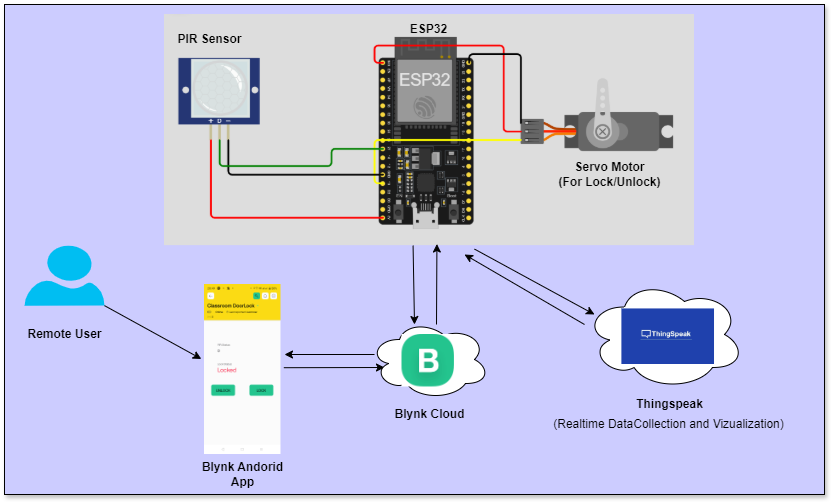 PIR Sensor
ESP32
ESP32
+ D −
Servo Motor
(For Lock/Unlock)
Remote User
Classroom DoorLock
Locked
UNLOCK
LOCK
B
ThingSpeak
Blynk Cloud
Thingspeak
(Realtime DataCollection and Vizualization)
Blynk Andorid
App